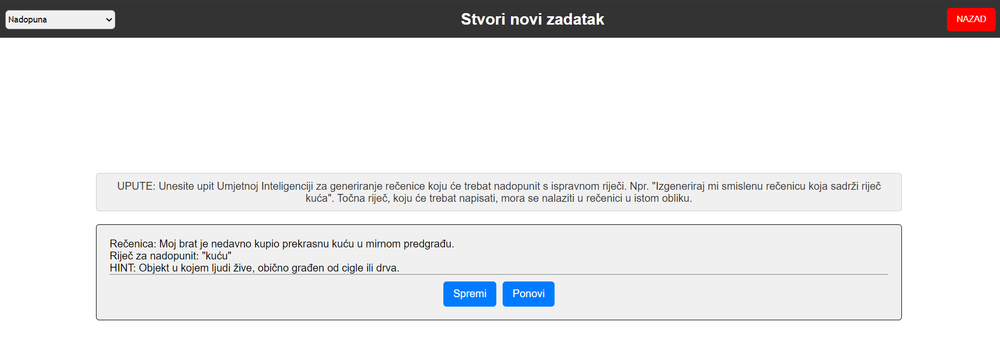 Nadopuna
Stvori novi zadatak
NAZAD
UPUTE: Unesite upit Umjetnoj Inteligenciji za generiranje rečenice koju će trebat nadopunit s ispravnom riječi. Npr. "Izgeneriraj mi smislenu rečenicu koja sadrži riječ
kuća". Točna riječ, koju će trebat napisati, mora se nalaziti u rečenici u istom obliku.
Rečenica: Moj brat je nedavno kupio prekrasnu kuću u mirnom predgrađu.
Riječ za nadopunit: "kuću"
HINT: Objekt u kojem ljudi žive, obično građen od cigle ili drva.
Spremi
Ponovi